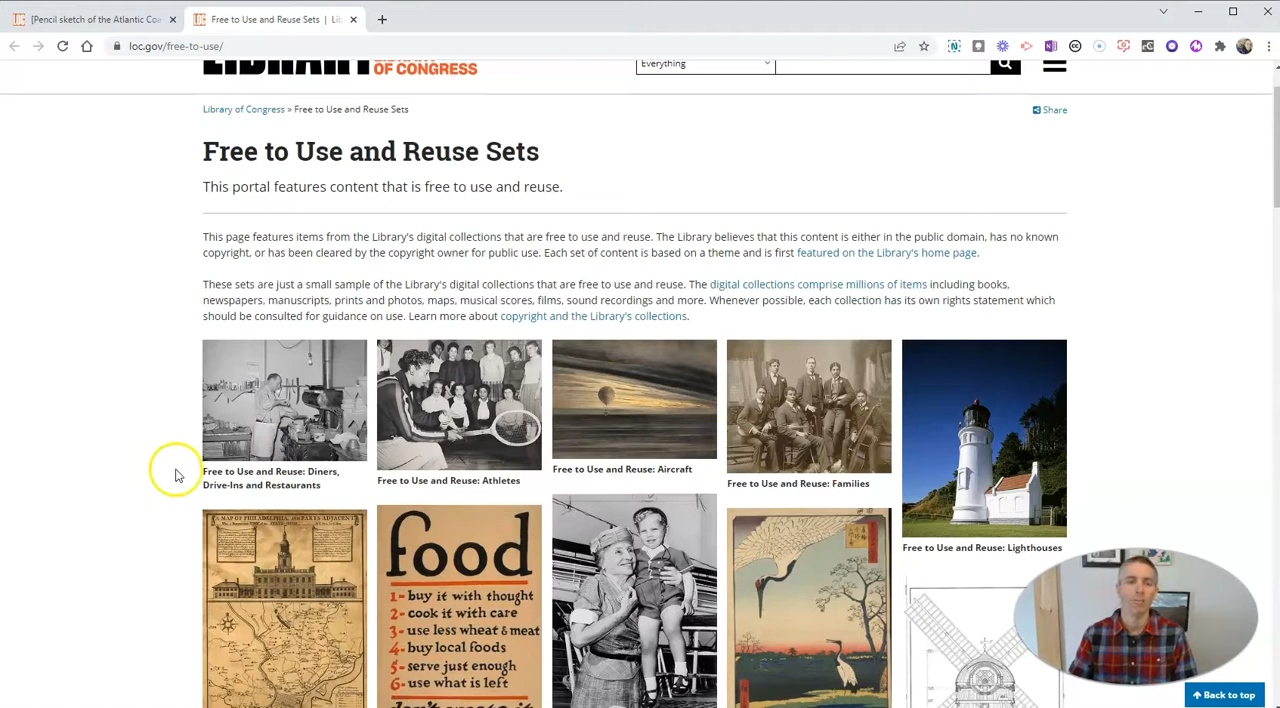 [Pencil sketch of the Atlantic Coa
Free to Use and Reuse Sets | Lib
loc.gov/free-to-use/
LIBRARY OF CONGRESS
Everything
Library of Congress » Free to Use and Reuse Sets
Share
Free to Use and Reuse Sets
This portal features content that is free to use and reuse.
This page features items from the Library's digital collections that are free to use and reuse. The Library believes that this content is either in the public domain, has no known
copyright, or has been cleared by the copyright owner for public use. Each set of content is based on a theme and is first featured on the Library's home page.
These sets are just a small sample of the Library's digital collections that are free to use and reuse. The digital collections comprise millions of items including books,
newspapers, manuscripts, prints and photos, maps, musical scores, films, sound recordings and more. Whenever possible, each collection has its own rights statement which
should be consulted for guidance on use. Learn more about copyright and the Library's collections.
Free to Use and Reuse: Diners,
Drive-Ins and Restaurants
Free to Use and Reuse: Athletes
Free to Use and Reuse: Aircraft
Free to Use and Reuse: Families
Free to Use and Reuse: Lighthouses
A MAP OF PHILADELPHIA, AND PARTS ADJACENT
food
1- buy it with thought
2- cook it with care
3- use less wheat & meat
4- buy local foods
5- serve just enough
6- use what is left
Back to top